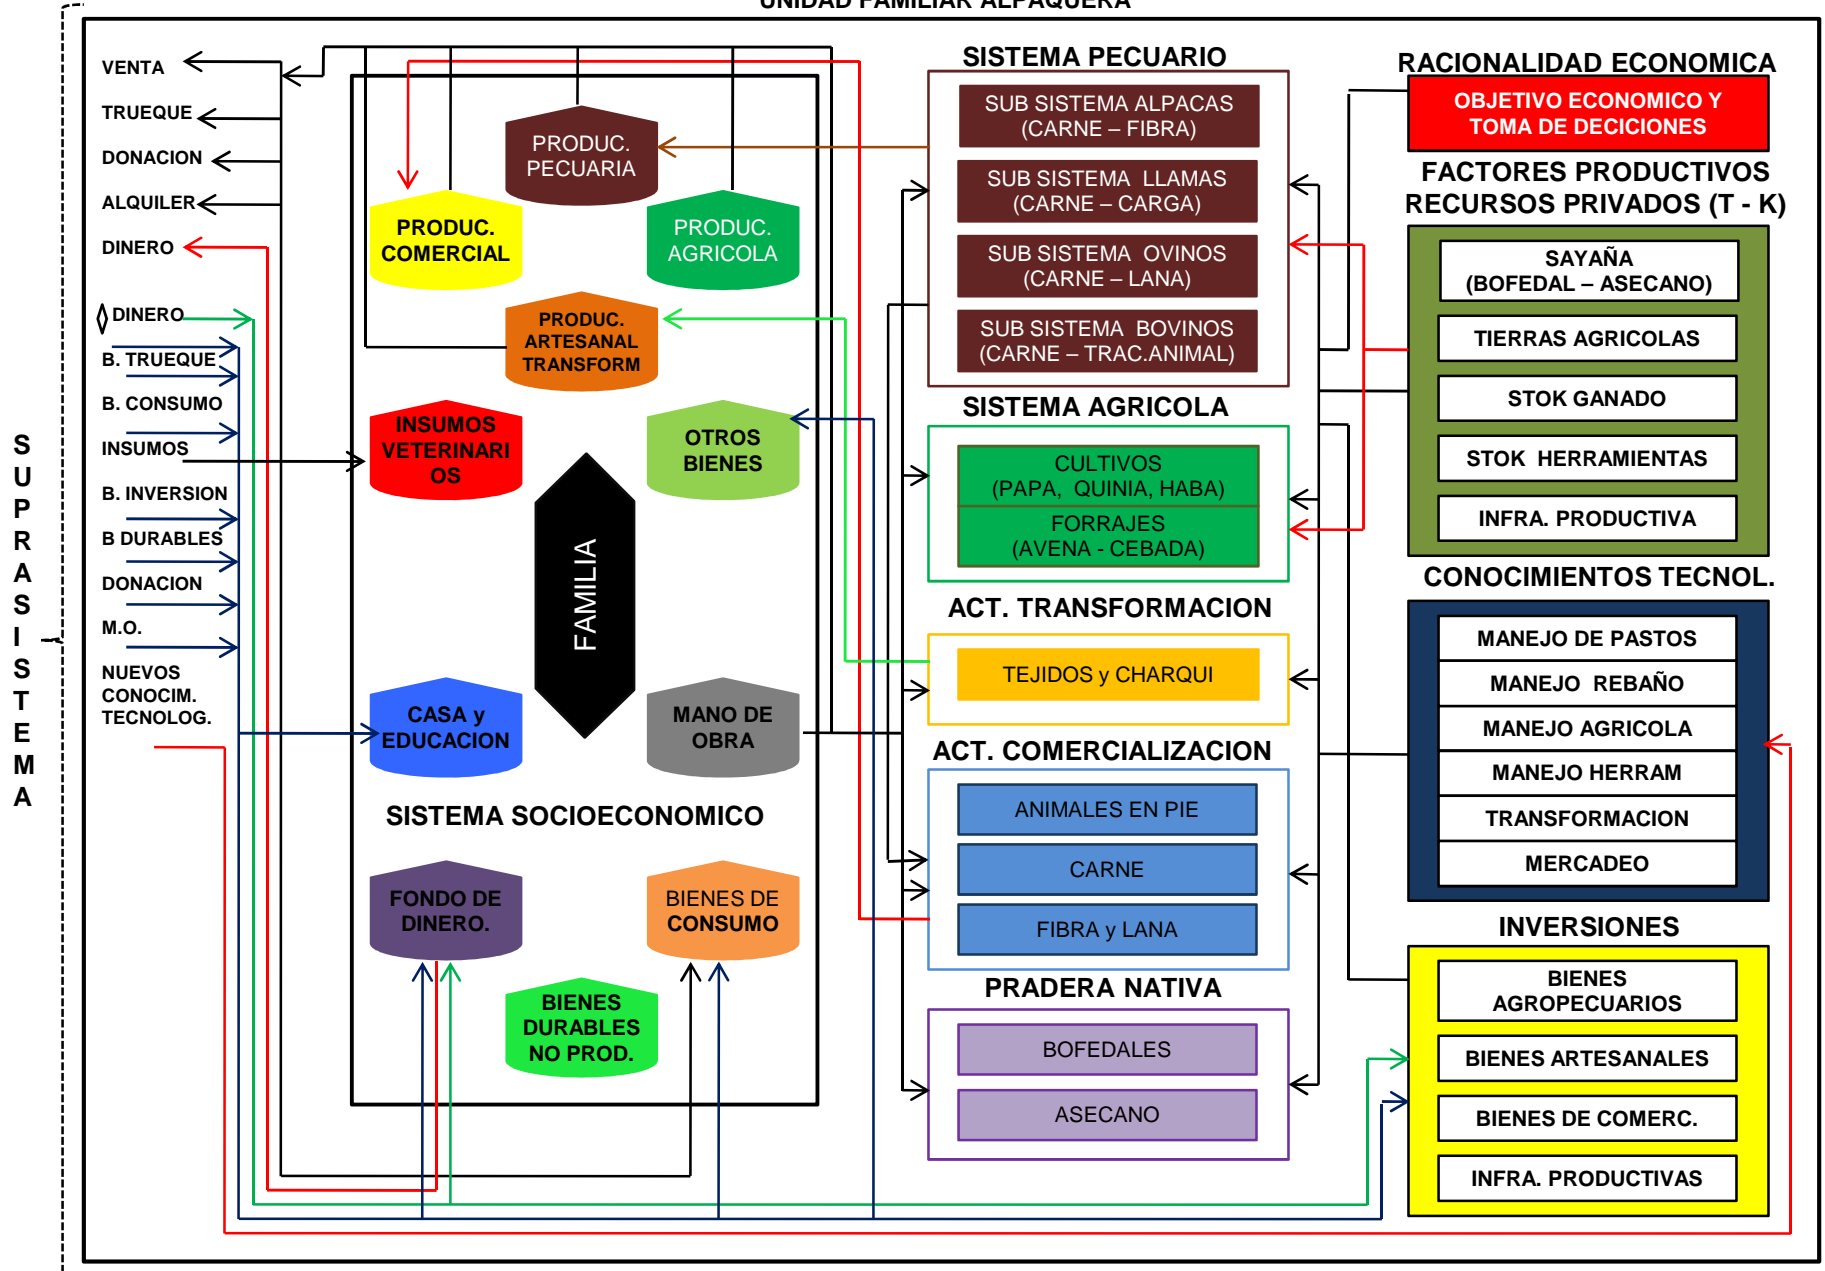 UNIDAD FAMILIAR ALPAQUERA
SUPRASISTEMA
VENTA
TRUEQUE
DONACION
ALQUILER
DINERO
DINERO
B. TRUEQUE
B. CONSUMO
INSUMOS
B. INVERSION
B DURABLES
DONACION
M.O.
NUEVOS
CONOCIM.
TECNOLOG.
PRODUC.
PECUARIA
PRODUC.
COMERCIAL
PRODUC.
AGRICOLA
PRODUC.
ARTESANAL
TRANSFORM
INSUMOS
VETERINARI
OS
OTROS
BIENES
FAMILIA
CASA y
EDUCACION
MANO DE
OBRA
SISTEMA SOCIOECONOMICO
FONDO DE
DINERO.
BIENES DE
CONSUMO
BIENES
DURABLES
NO PROD.
SISTEMA PECUARIO
SUB SISTEMA ALPACAS
(CARNE – FIBRA)
SUB SISTEMA LLAMAS
(CARNE – CARGA)
SUB SISTEMA OVINOS
(CARNE – LANA)
SUB SISTEMA BOVINOS
(CARNE – TRAC.ANIMAL)
SISTEMA AGRICOLA
CULTIVOS
(PAPA, QUINIA, HABA)
FORRAJES
(AVENA - CEBADA)
ACT. TRANSFORMACION
TEJIDOS y CHARQUI
ACT. COMERCIALIZACION
ANIMALES EN PIE
CARNE
FIBRA y LANA
PRADERA NATIVA
BOFEDALES
ASECANO
RACIONALIDAD ECONOMICA
OBJETIVO ECONOMICO Y
TOMA DE DECICIONES
FACTORES PRODUCTIVOS
RECURSOS PRIVADOS (T - K)
SAYAÑA
(BOFEDAL – ASECANO)
TIERRAS AGRICOLAS
STOK GANADO
STOK HERRAMIENTAS
INFRA. PRODUCTIVA
CONOCIMIENTOS TECNOL.
MANEJO DE PASTOS
MANEJO REBAÑO
MANEJO AGRICOLA
MANEJO HERRAM
TRANSFORMACION
MERCADEO
INVERSIONES
BIENES
AGROPECUARIOS
BIENES ARTESANALES
BIENES DE COMERC.
INFRA. PRODUCTIVAS